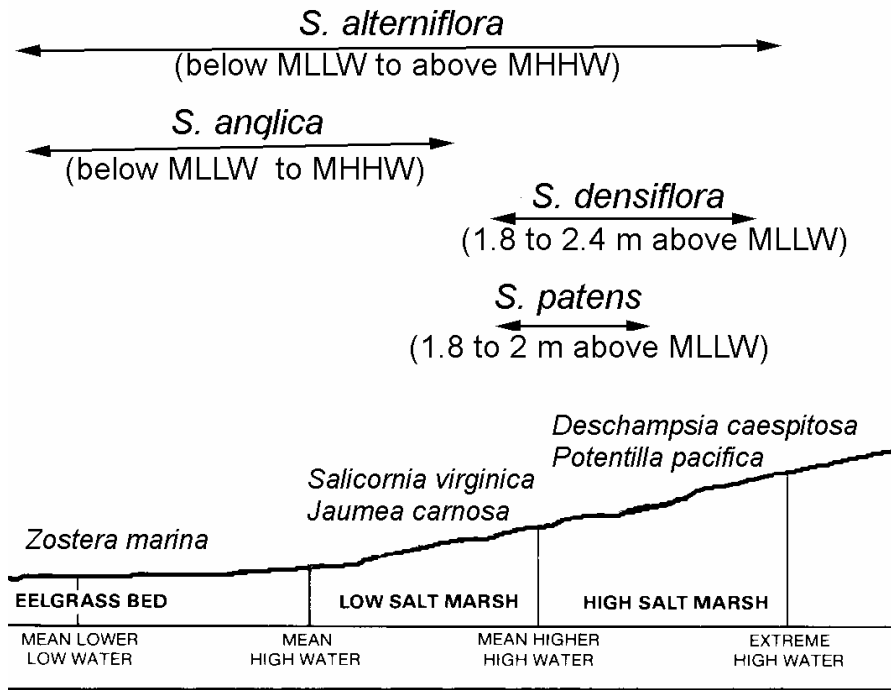 S. alterniflora
(below MLLW to above MHHW)
S. anglica
(below MLLW to MHHW)
S. densiflora
(1.8 to 2.4 m above MLLW)
S. patens
(1.8 to 2 m above MLLW)
Deschampsia caespitosa
Potentilla pacifica
Salicornia virginica
Jaumea carnosa
Zostera marina
EELGRASS BED
LOW SALT MARSH
HIGH SALT MARSH
MEAN LOWER
LOW WATER
MEAN
HIGH WATER
MEAN HIGHER
HIGH WATER
EXTREME
HIGH WATER